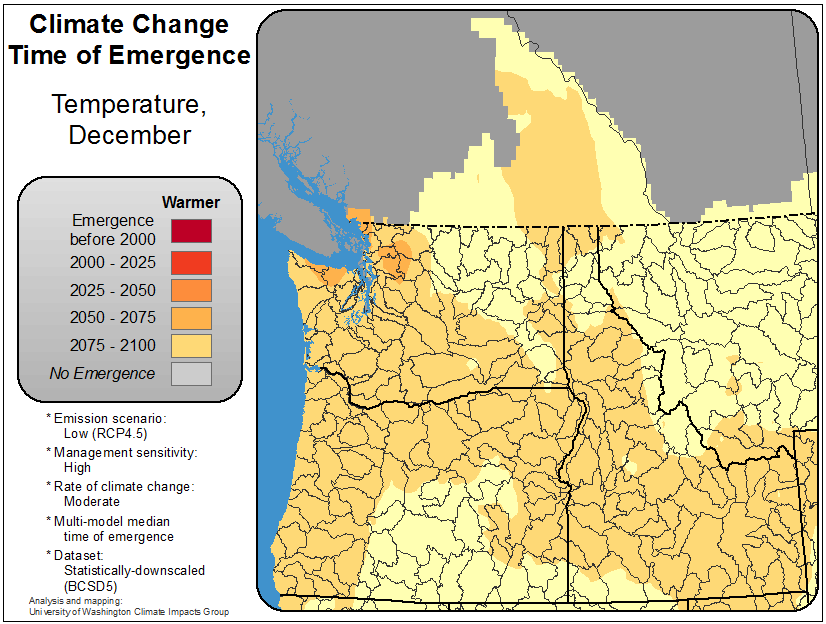 Climate Change
Time of Emergence
Temperature,
December
Warmer
Emergence
before 2000
2000 - 2025
2025 - 2050
2050 - 2075
2075 - 2100
No Emergence
* Emission scenario:
Low (RCP4.5)
* Management sensitivity:
High
* Rate of climate change:
Moderate
* Multi-model median
time of emergence
* Dataset:
Statistically-downscaled
(BCSD5)
Analysis and mapping:
University of Washington Climate Impacts Group